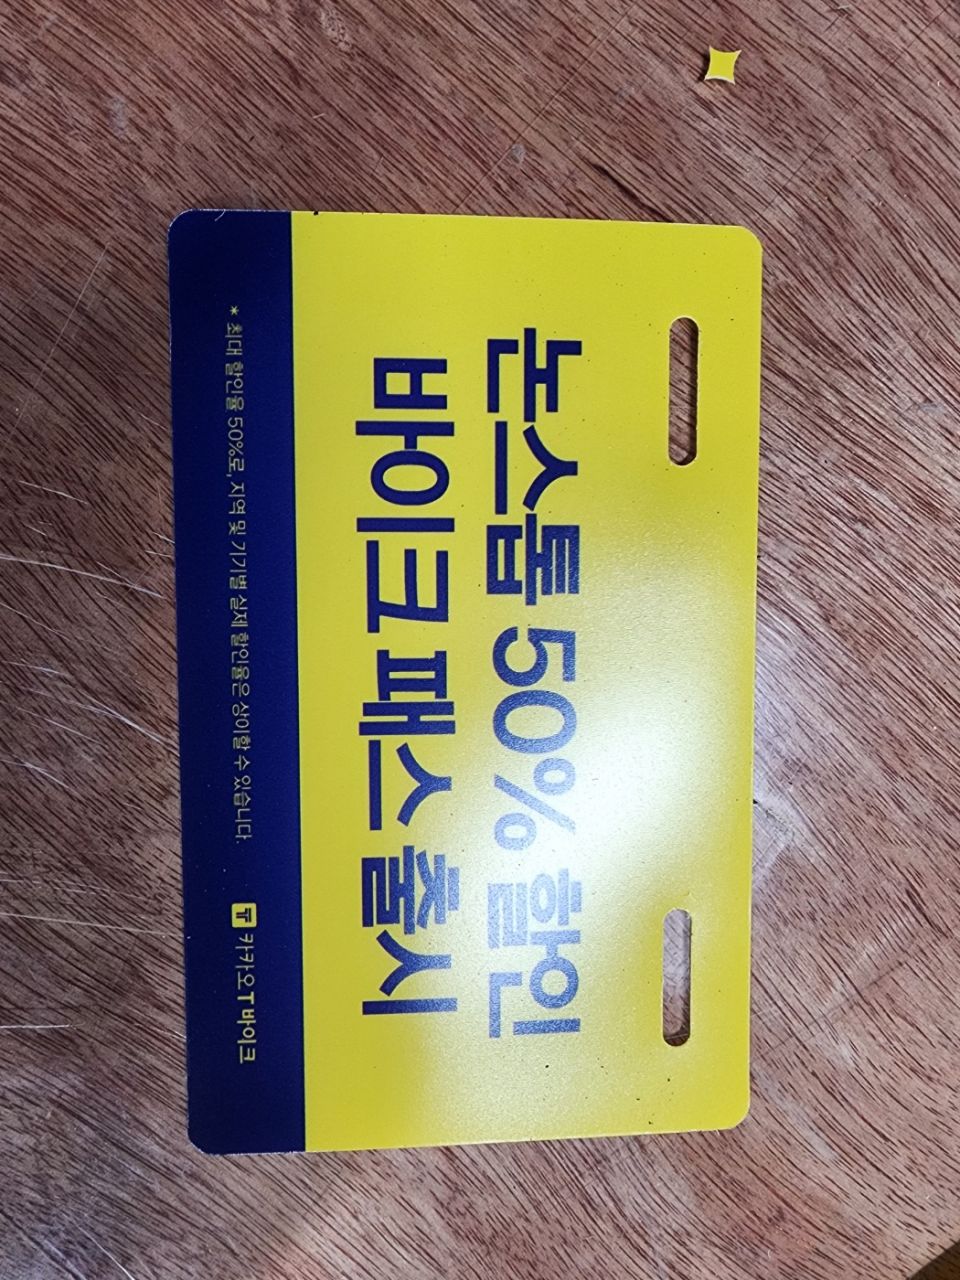 논스톱 50% 할인
바이크 패스 출시
* 최대 할인율 50%로, 지역 및 기기별 실제 할인율은 상이할 수 있습니다.
T 카카오 T 바이크